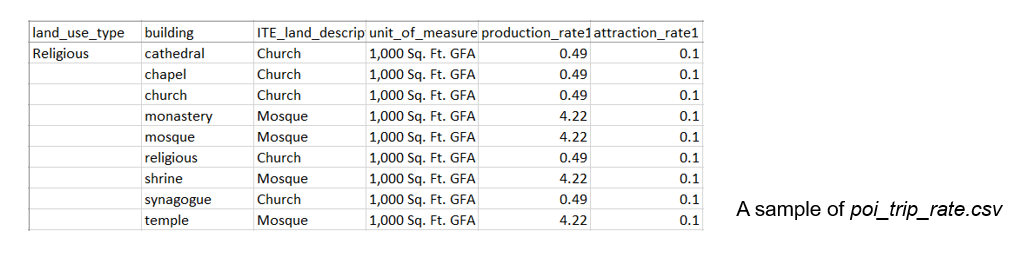 land_use_type building ITE_land_descrip unit_of_measure production_rate1 attraction_rate1
Religious cathedral Church 1,000 Sq. Ft. GFA 0.49 0.1
chapel Church 1,000 Sq. Ft. GFA 0.49 0.1
church Church 1,000 Sq. Ft. GFA 0.49 0.1
monastery Mosque 1,000 Sq. Ft. GFA 4.22 0.1
mosque Mosque 1,000 Sq. Ft. GFA 4.22 0.1
religious Church 1,000 Sq. Ft. GFA 0.49 0.1
shrine Mosque 1,000 Sq. Ft. GFA 4.22 0.1
synagogue Church 1,000 Sq. Ft. GFA 0.49 0.1
temple Mosque 1,000 Sq. Ft. GFA 4.22 0.1
A sample of poi_trip_rate.csv